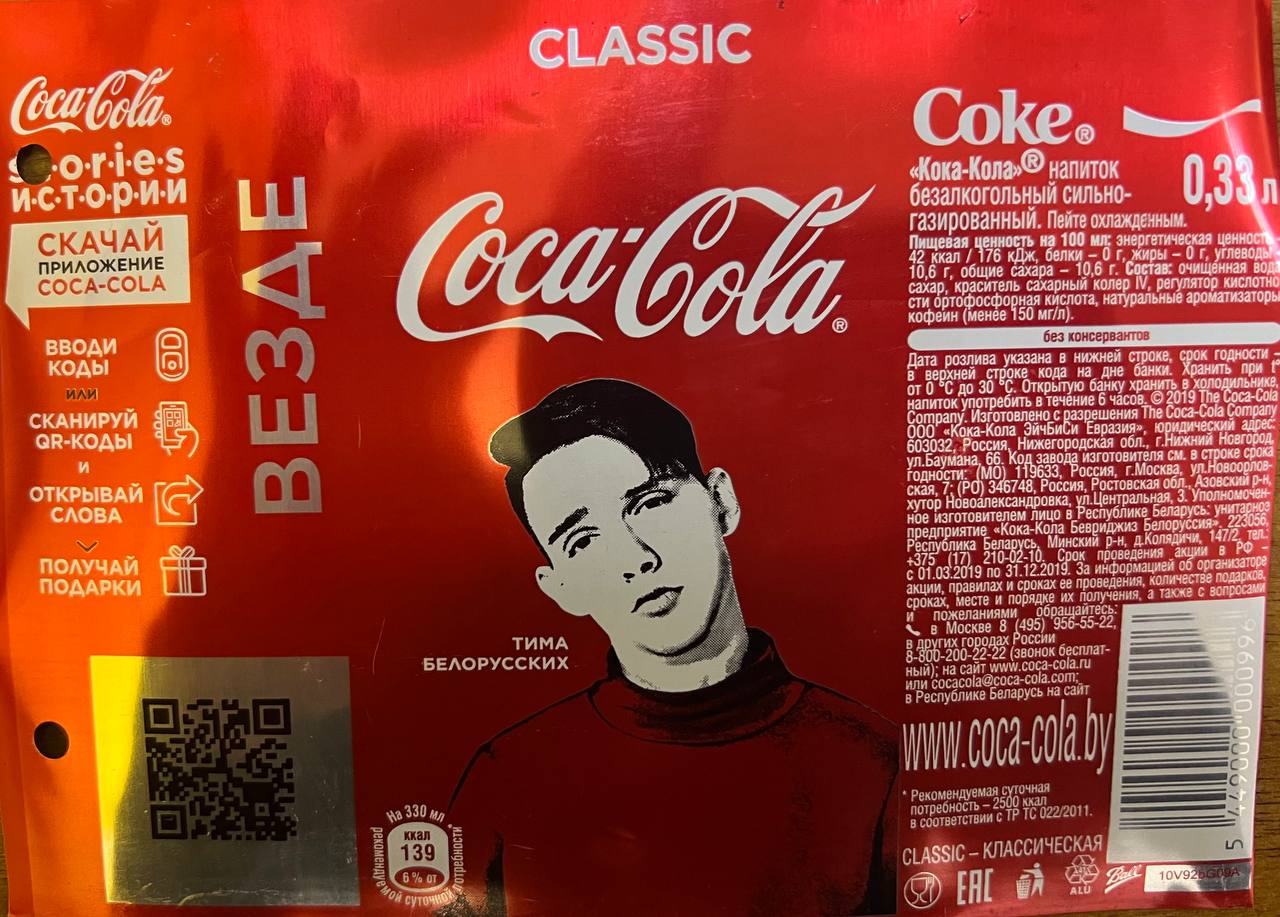 CLASSIC
Coca-Cola®
ories
и·с·т·о·р·и·и
СКАЧАЙ
ПРИЛОЖЕНИЕ
COCA-COLA
ВВОДИ
КОДЫ
ИЛИ
СКАНИРУЙ
QR-КОДЫ
И
ОТКРЫВАЙ
СЛОВА
ПОЛУЧАЙ
ПОДАРКИ
ВЕЗДЕ
Coca-Cola®
ТИМА
БЕЛОРУССКИХ
На 330 мл
ккал
139
6% от
рекомендуемой суточной потребности*
Coke®
0,33 л
«Кока-Кола»® напиток
безалкогольный сильно-
газированный. Пейте охлажденным.
Пищевая ценность на 100 мл: энергетическая ценность
42 ккал / 176 кДж, белки – 0 г, жиры – 0 г, углеводы
10,6 г, общие сахара – 10,6 г. Состав: очищенная вода
сахар, краситель сахарный колер IV, регулятор кислотно
сти ортофосфорная кислота, натуральные ароматизаторы
кофеин (менее 150 мг/л).
без консервантов
Дата розлива указана в нижней строке, срок годности –
в верхней строке кода на дне банки. Хранить при t°
от 0 °C до 30 °C. Открытую банку хранить в холодильнике,
напиток употребить в течение 6 часов. © 2019 The Coca-Cola
Company. Изготовлено с разрешения The Coca-Cola Company
ООО «Кока-Кола ЭйчБиСи Евразия», юридический адрес:
603032, Россия, Нижегородская обл., г.Нижний Новгород,
ул.Баумана, 66. Код завода изготовителя см. в строке срока
годности: (МО) 119633, Россия, г.Москва, ул.Новоорлов-
ская, 7; (РО) 346748, Россия, Ростовская обл., Азовский р-н,
хутор Новоалександровка, ул.Центральная, 3. Уполномочен-
ное изготовителем лицо в Республике Беларусь: унитарное
предприятие «Кока-Кола Бевриджиз Белоруссия», 223056,
Республика Беларусь, Минский р-н, д.Колядичи, 147/2, тел.:
+375 (17) 210-02-10. Срок проведения акции в РФ –
с 01.03.2019 по 31.12.2019. За информацией об организаторе
акции, правилах и сроках ее проведения, количестве подарков,
сроках, месте и порядке их получения, а также с вопросами
и пожеланиями обращайтесь:
в Москве 8 (495) 956-55-22,
в других городах России
8-800-200-22-22 (звонок бесплат-
ный); на сайт www.coca-cola.ru
или cocacola@coca-cola.com;
в Республике Беларусь на сайт
www.coca-cola.by
* Рекомендуемая суточная
потребность – 2500 ккал
в соответствии с ТР ТС 022/2011.
CLASSIC – КЛАССИЧЕСКАЯ
EAC
ALU
Ball
5 449000 000996